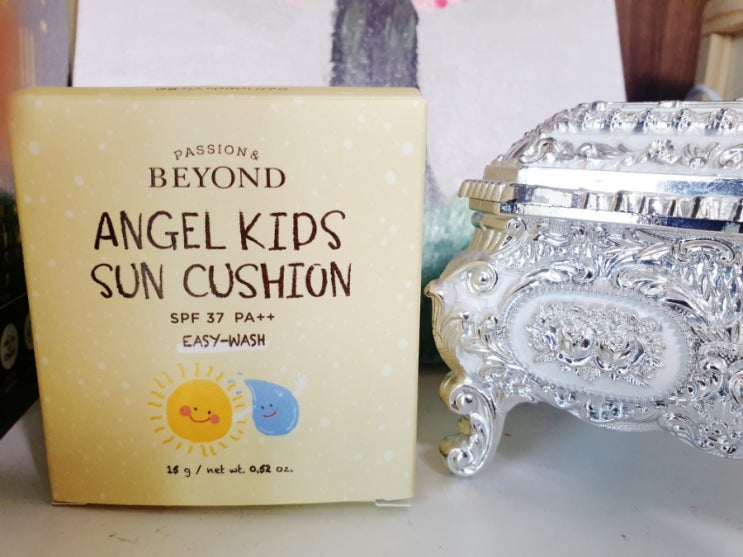 PASSION &
BEYOND
ANGEL KIDS
SUN CUSHION
SPF 37 PA++
EASY-WASH
15 g / net wt. 0.52 oz.